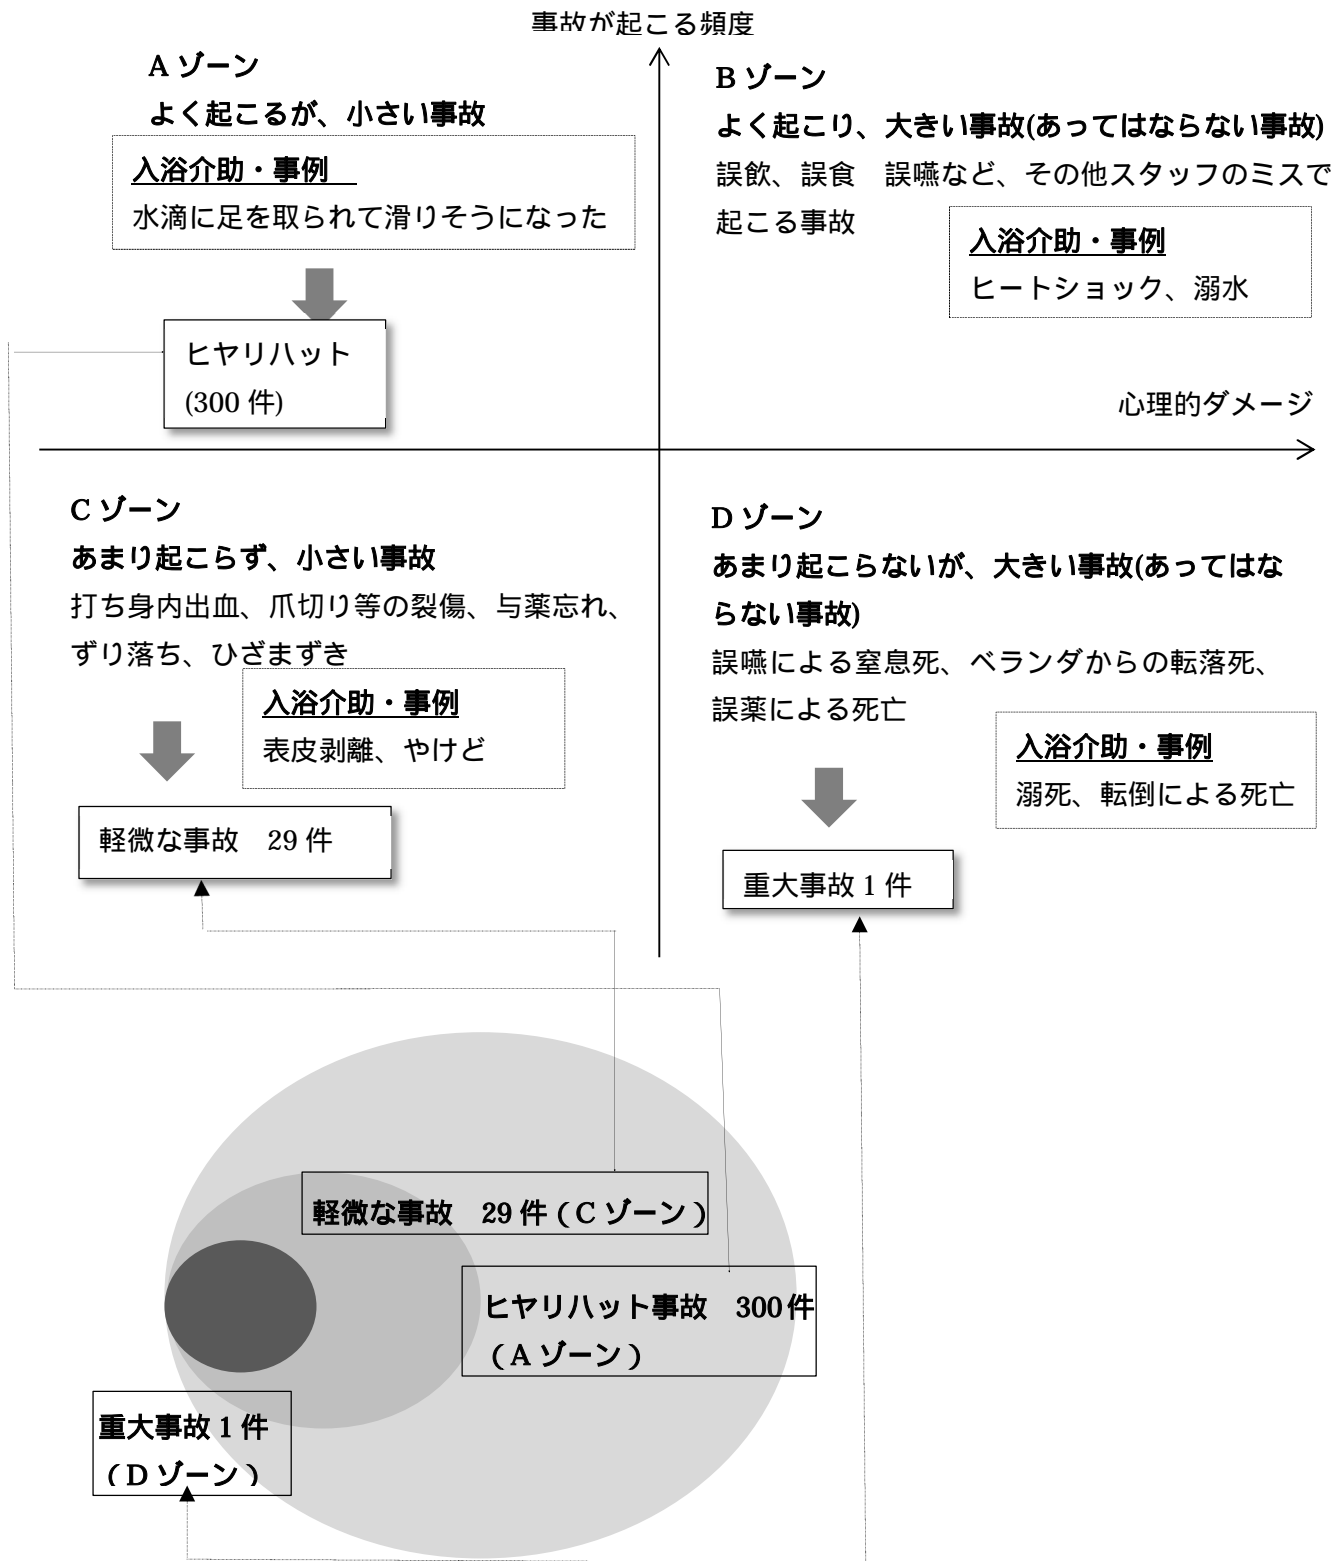 事故が起こる頻度
A ゾーン
よく起こるが、小さい事故
入浴介助・事例
水滴に足を取られて滑りそうになった
ヒヤリハット
(300 件)
B ゾーン
よく起こり、大きい事故(あってはならない事故)
誤飲、誤食　誤嚥など、その他スタッフのミスで
起こる事故
入浴介助・事例
ヒートショック、溺水
心理的ダメージ
C ゾーン
あまり起こらず、小さい事故
打ち身内出血、爪切り等の裂傷、与薬忘れ、
ずり落ち、ひざまずき
入浴介助・事例
表皮剥離、やけど
軽微な事故　29 件
D ゾーン
あまり起こらないが、大きい事故(あってはな
らない事故)
誤嚥による窒息死、ベランダからの転落死、
誤薬による死亡
入浴介助・事例
溺死、転倒による死亡
重大事故 1 件
軽微な事故　29 件 ( C ゾーン )
ヒヤリハット事故　300 件
( A ゾーン )
重大事故 1 件
( D ゾーン )